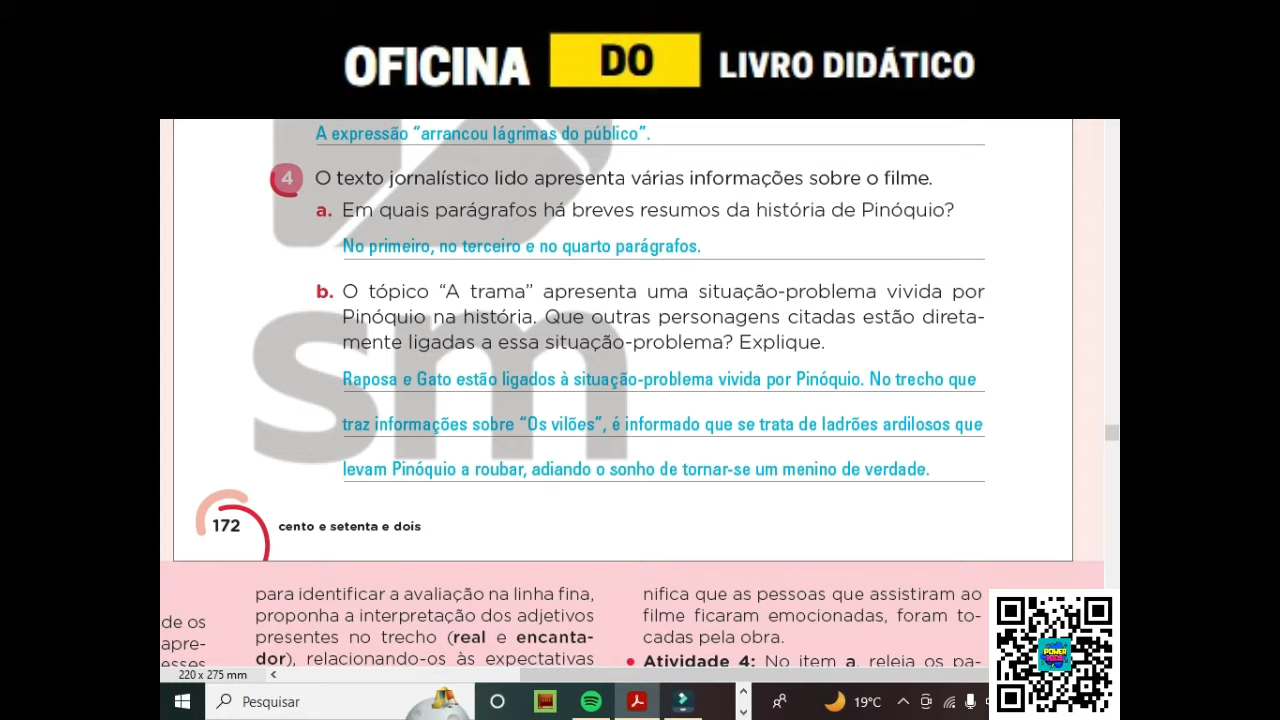 OFICINA DO LIVRO DIDÁTICO
A expressão “arrancou lágrimas do público”.
4 O texto jornalístico lido apresenta várias informações sobre o filme.
a. Em quais parágrafos há breves resumos da história de Pinóquio?
No primeiro, no terceiro e no quarto parágrafos.
b. O tópico “A trama” apresenta uma situação-problema vivida por
Pinóquio na história. Que outras personagens citadas estão direta-
mente ligadas a essa situação-problema? Explique.
Raposa e Gato estão ligados à situação-problema vivida por Pinóquio. No trecho que
traz informações sobre “Os vilões”, é informado que se trata de ladrões ardilosos que
levam Pinóquio a roubar, adiando o sonho de tornar-se um menino de verdade.
sm
172 cento e setenta e dois
de os
apre-
esses
para identificar a avaliação na linha fina,
proponha a interpretação dos adjetivos
presentes no trecho (real e encanta-
dor), relacionando-os às expectativas
nifica que as pessoas que assistiram ao
filme ficaram emocionadas, foram to-
cadas pela obra.
• Atividade 4: No item a, releia os pa-
220 x 275 mm
POWER KIDS
Pesquisar
19°C